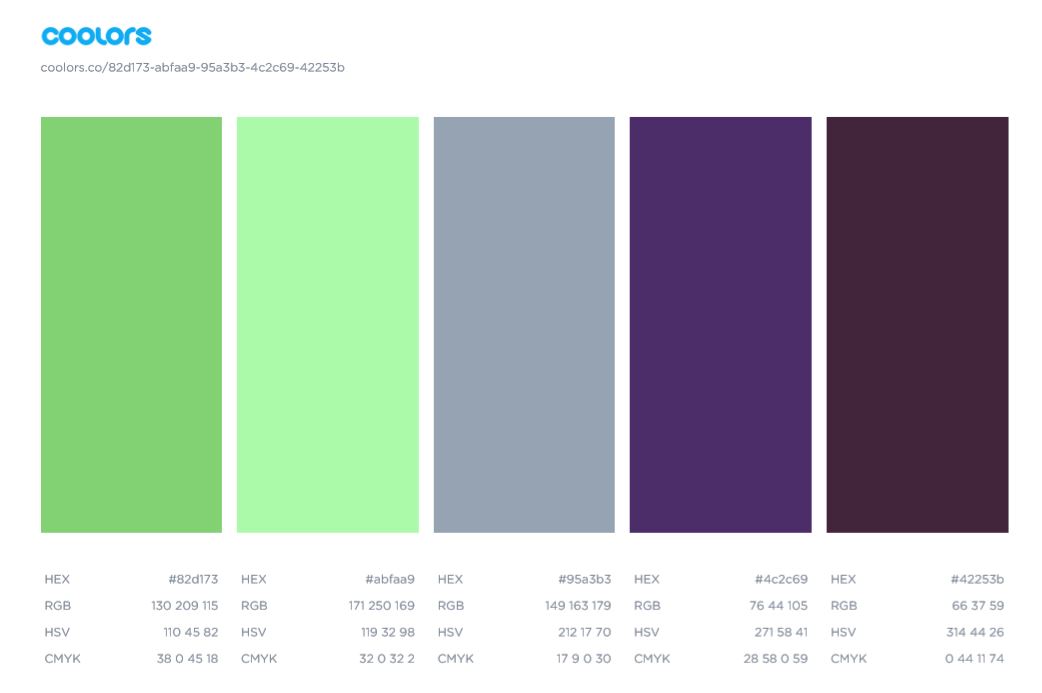 coolors
coolors.co/82d173-abfaa9-95a3b3-4c2c69-42253b
HEX #82d173 HEX #abfaa9 HEX #95a3b3 HEX #4c2c69 HEX #42253b
RGB 130 209 115 RGB 171 250 169 RGB 149 163 179 RGB 76 44 105 RGB 66 37 59
HSV 110 45 82 HSV 119 32 98 HSV 212 17 70 HSV 271 58 41 HSV 314 44 26
CMYK 38 0 45 18 CMYK 32 0 32 2 CMYK 17 9 0 30 CMYK 28 58 0 59 CMYK 0 44 11 74